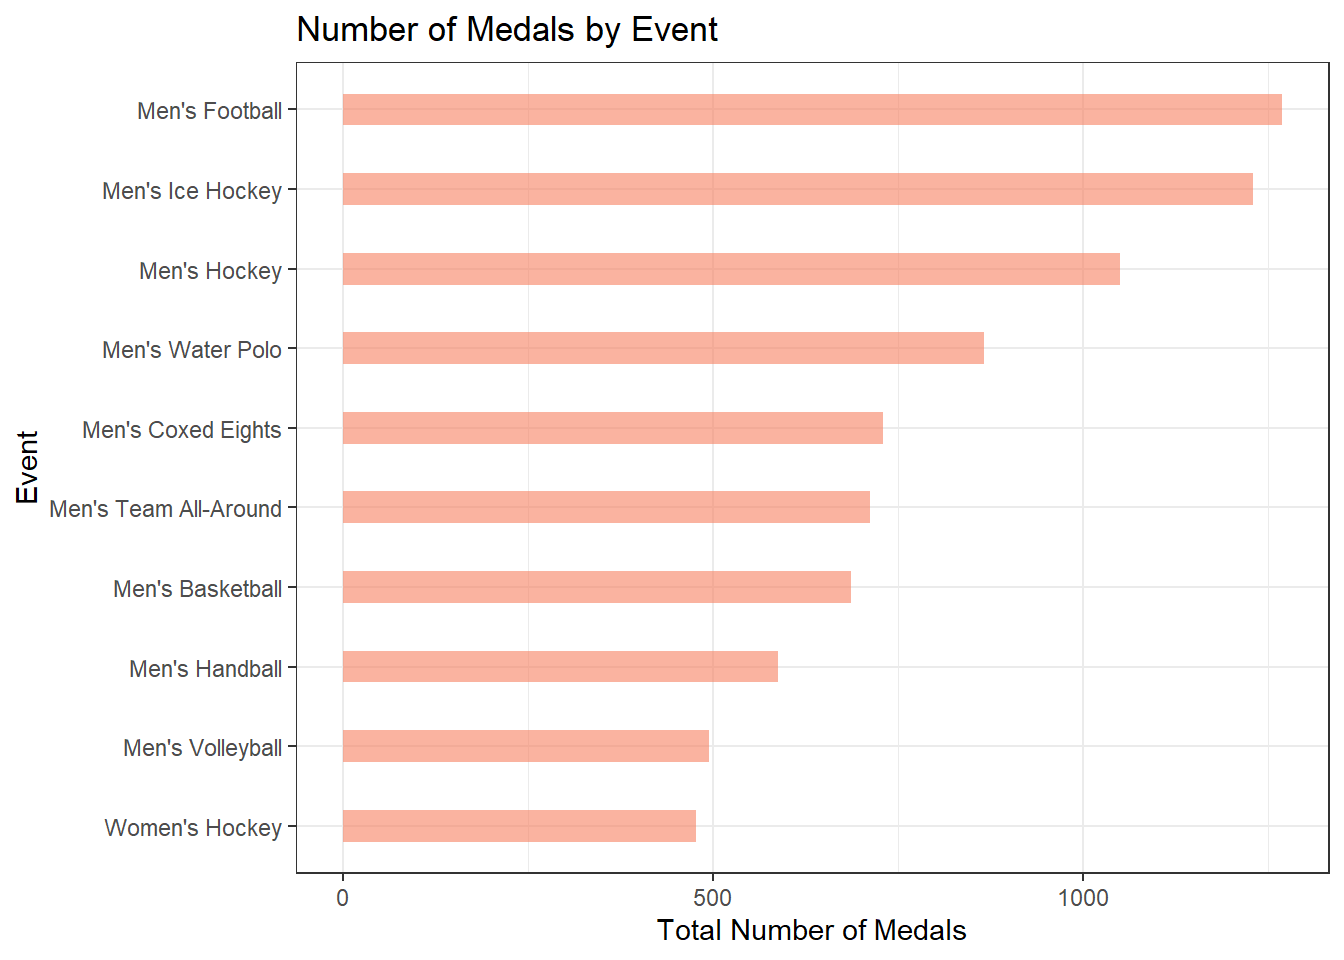 Number of Medals by Event
Event
Men's Football
Men's Ice Hockey
Men's Hockey
Men's Water Polo
Men's Coxed Eights
Men's Team All-Around
Men's Basketball
Men's Handball
Men's Volleyball
Women's Hockey
0 500 1000
Total Number of Medals